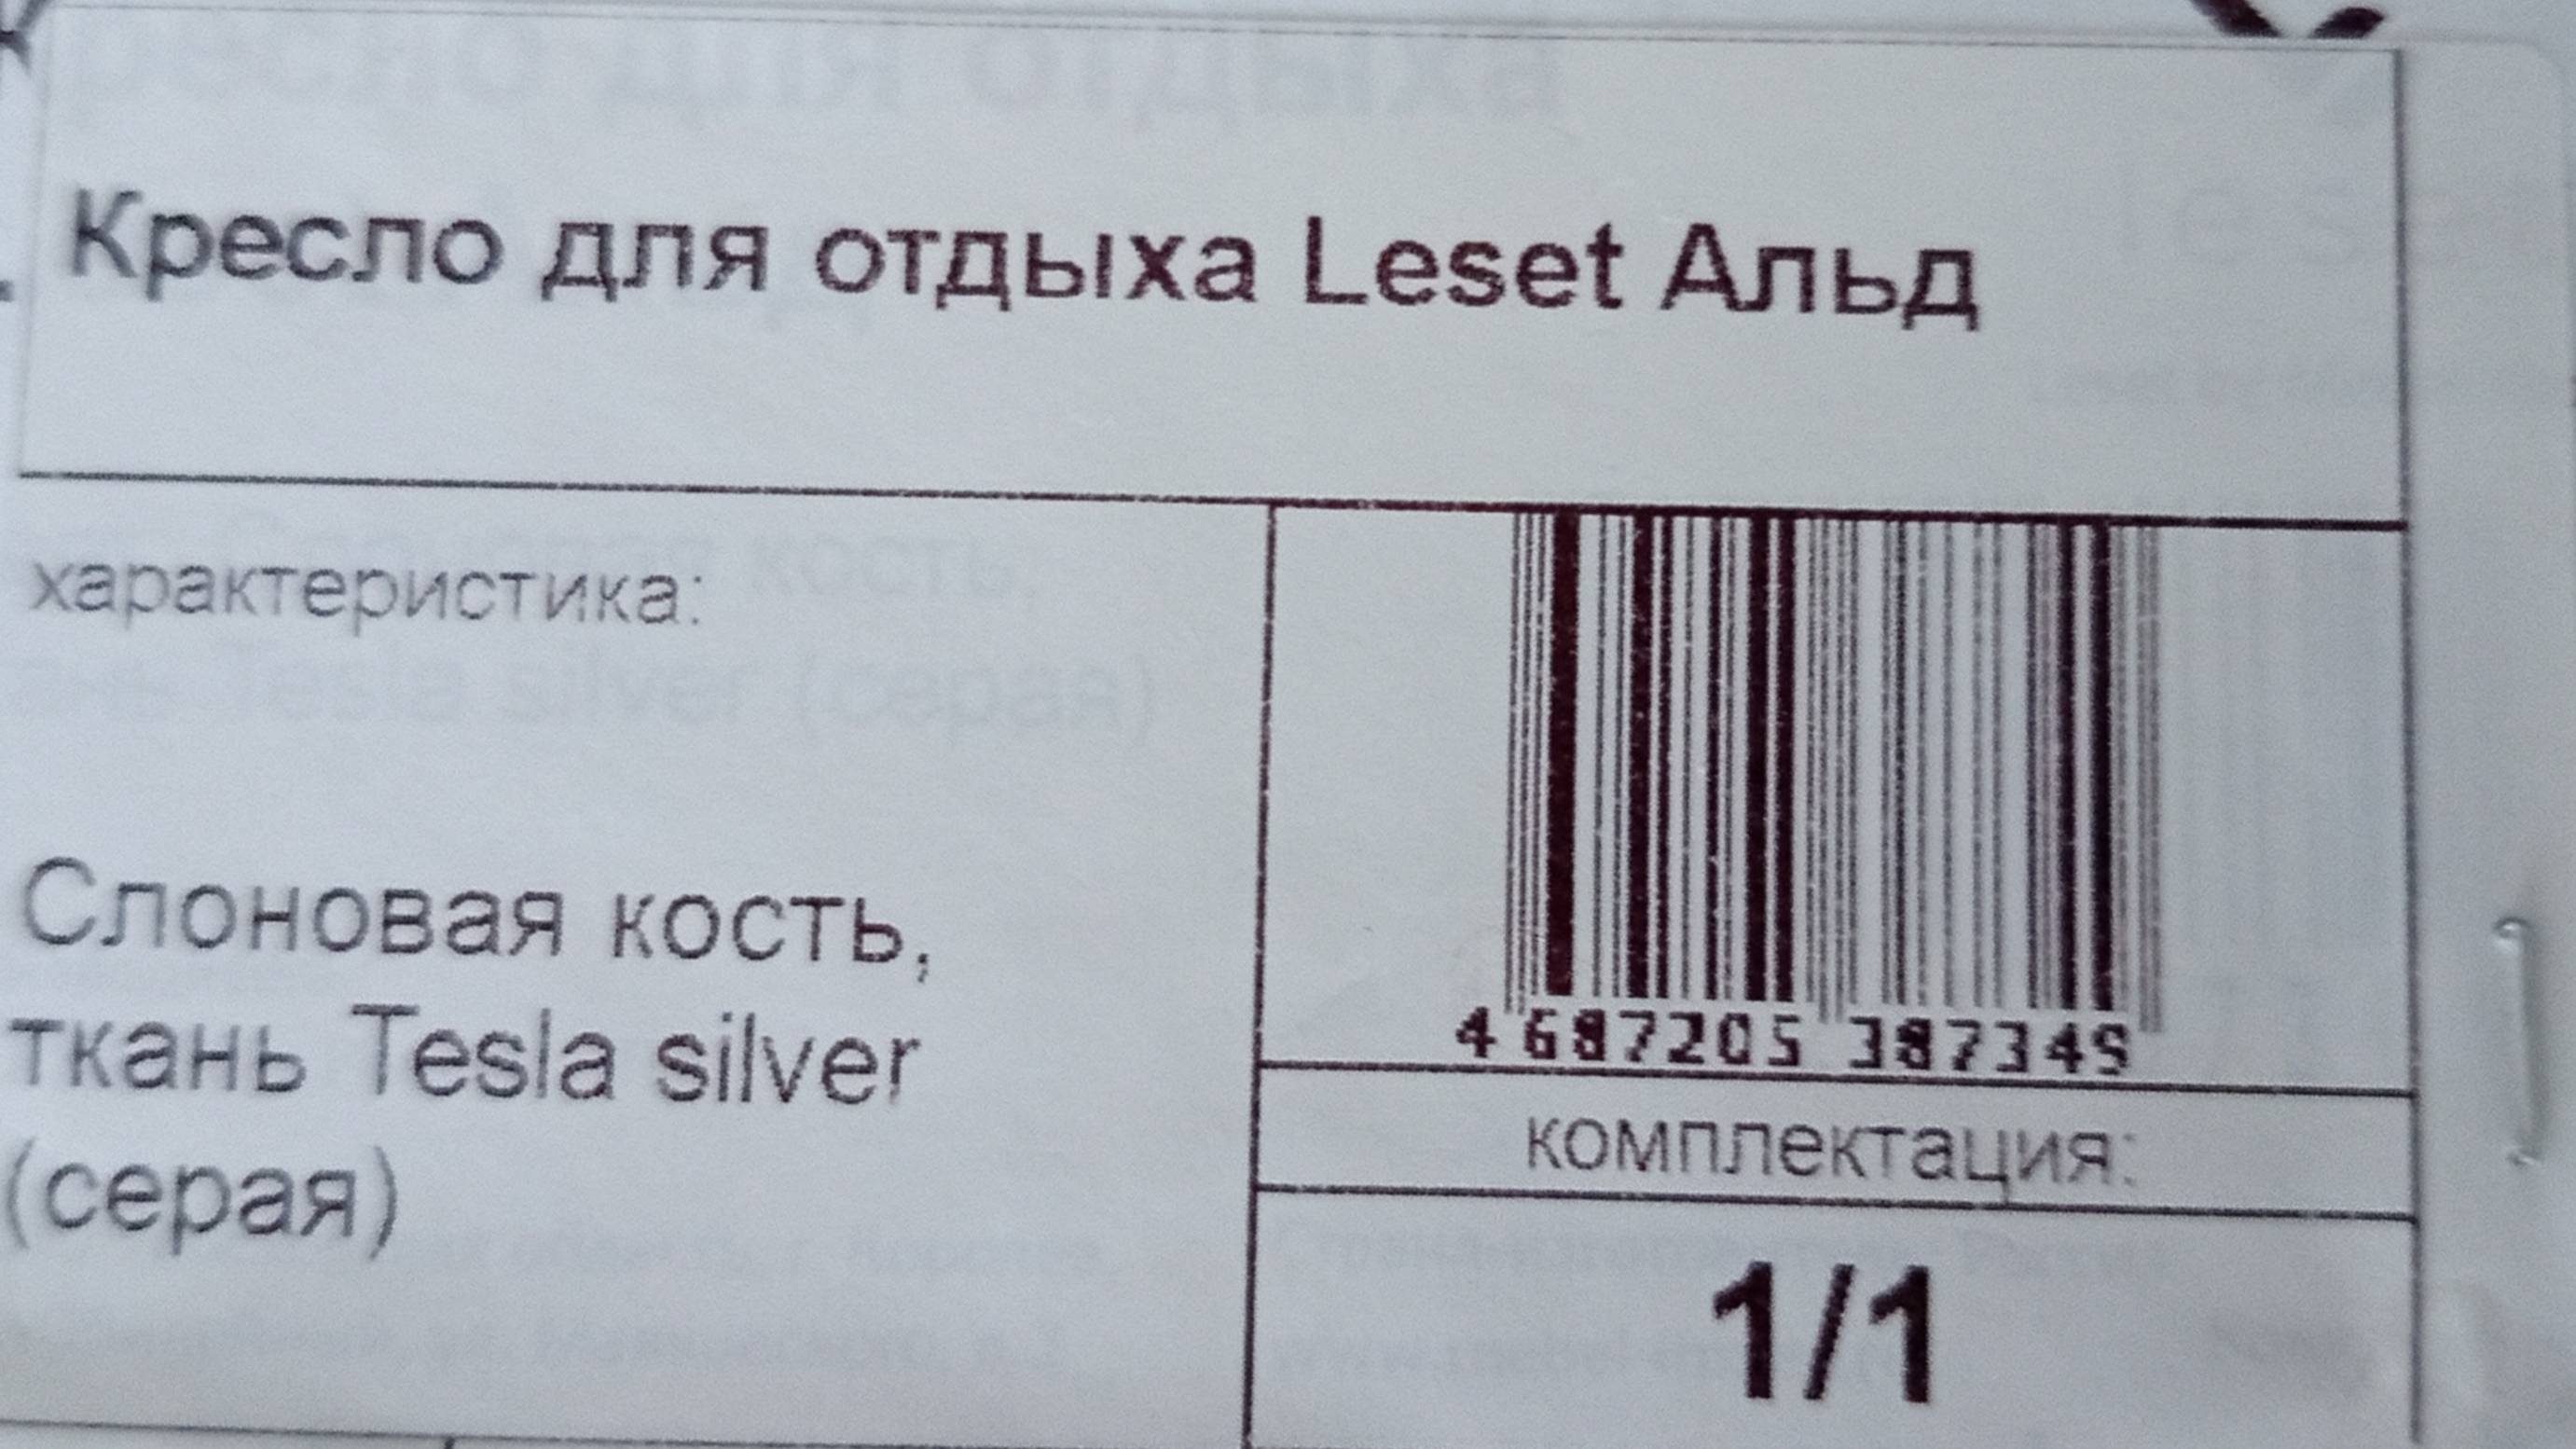 Кресло для отдыха Leset Альд
характеристика:
Слоновая кость,
ткань Tesla silver
(серая)
4 687205 387349
комплектация:
1/1